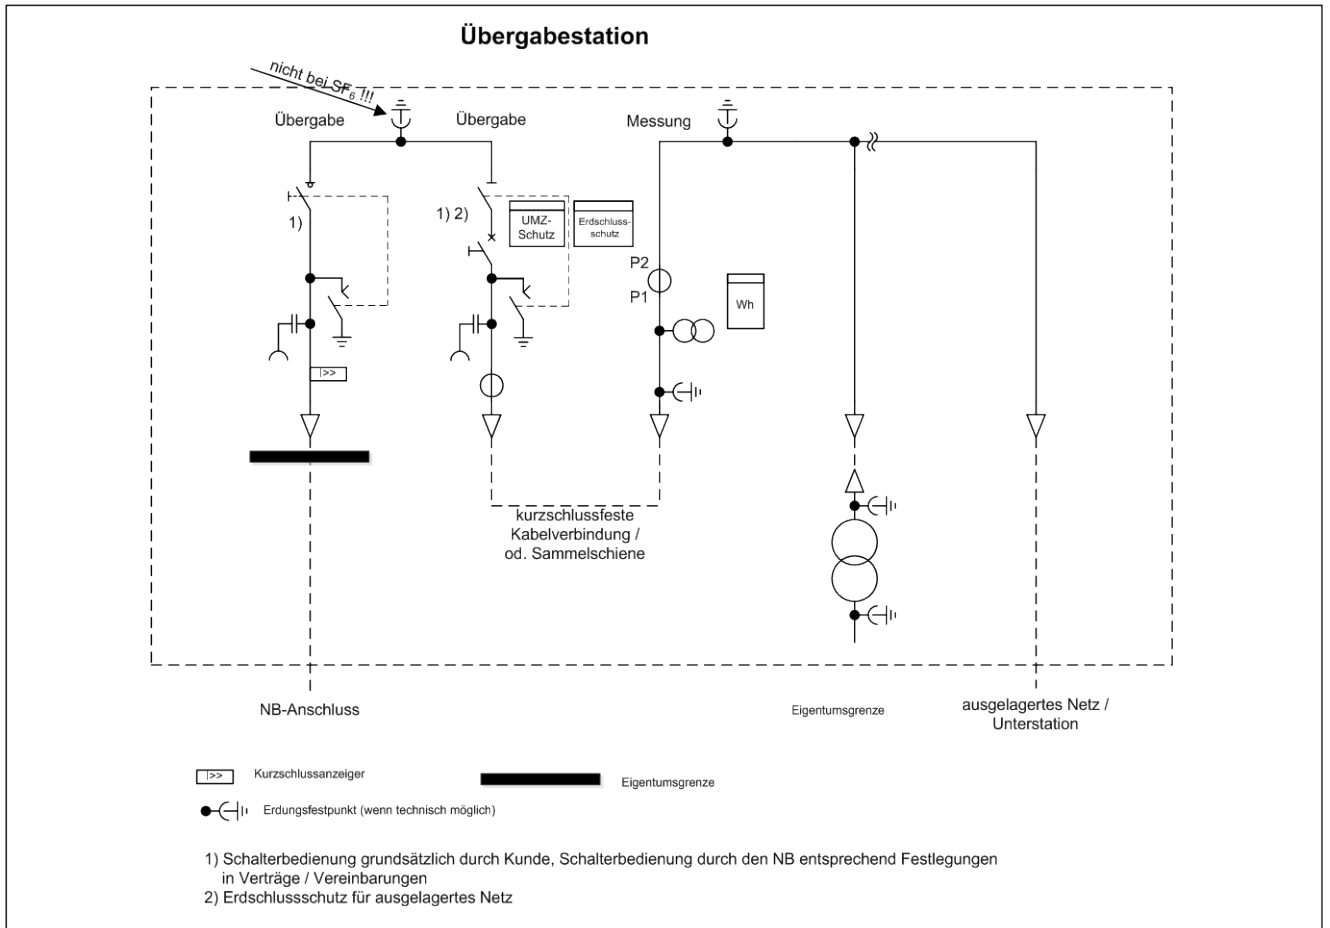 Übergabestation
nicht bei SF6 !!!
Übergabe
Übergabe
Messung
1)
1) 2)
UMZ-
Schutz
Erdschluss-
schutz
P2
P1
Wh
I>>
kurzschlussfeste
Kabelverbindung /
od. Sammelschiene
NB-Anschluss
Eigentumsgrenze
ausgelagertes Netz /
Unterstation
I>>
Kurzschlussanzeiger
Eigentumsgrenze
Erdungsfestpunkt (wenn technisch möglich)
1) Schalterbedienung grundsätzlich durch Kunde, Schalterbedienung durch den NB entsprechend Festlegungen
in Verträge / Vereinbarungen
2) Erdschlussschutz für ausgelagertes Netz